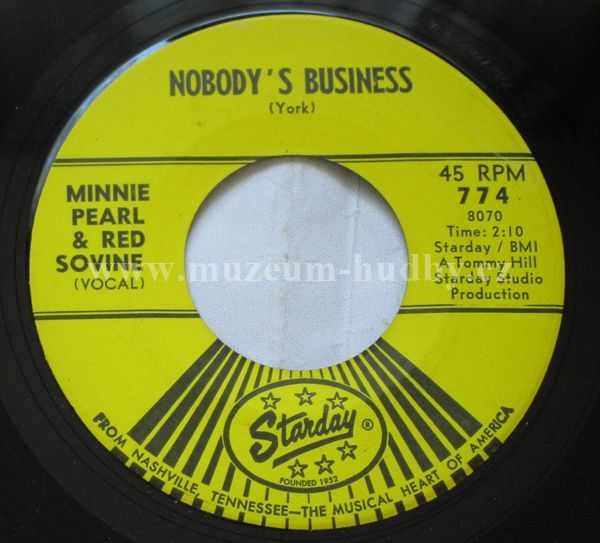 NOBODY'S BUSINESS
(York)
MINNIE
PEARL
& RED
SOVINE
(VOCAL)
45 RPM
774
8070
Time: 2:10
Starday / BMI
A Tommy Hill
Starday Studio
Production
www.muzeum-hudby.cz
Starday ®
FOUNDED 1952
FROM NASHVILLE, TENNESSEE—THE MUSICAL HEART OF AMERICA